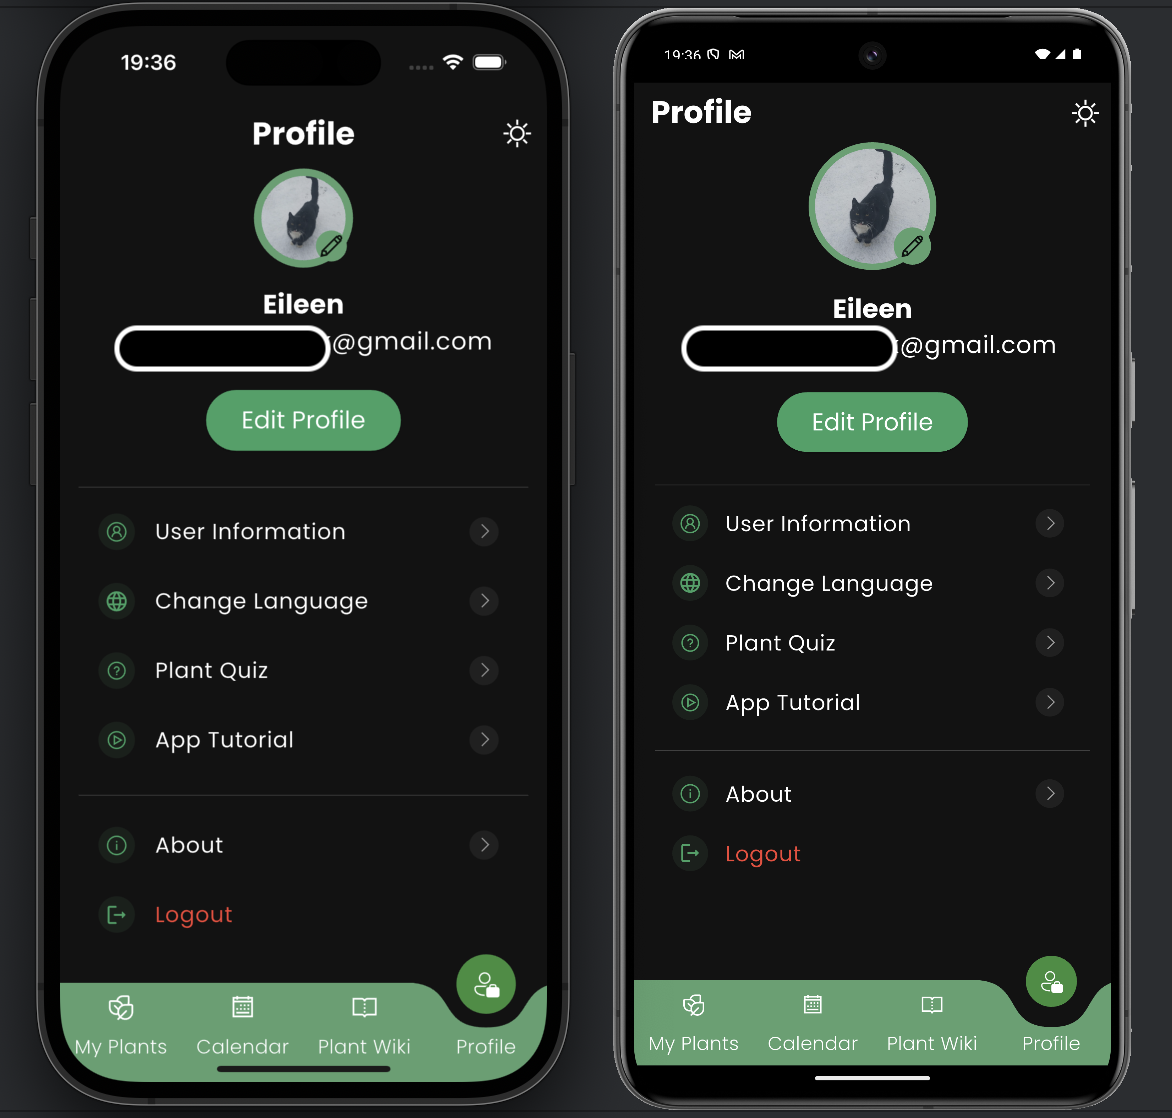 19:36
Profile
Eileen
@gmail.com
Edit Profile
User Information
Change Language
Plant Quiz
App Tutorial
About
Logout
My Plants Calendar Plant Wiki Profile
19:36
Profile
Eileen
@gmail.com
Edit Profile
User Information
Change Language
Plant Quiz
App Tutorial
About
Logout
My Plants Calendar Plant Wiki Profile